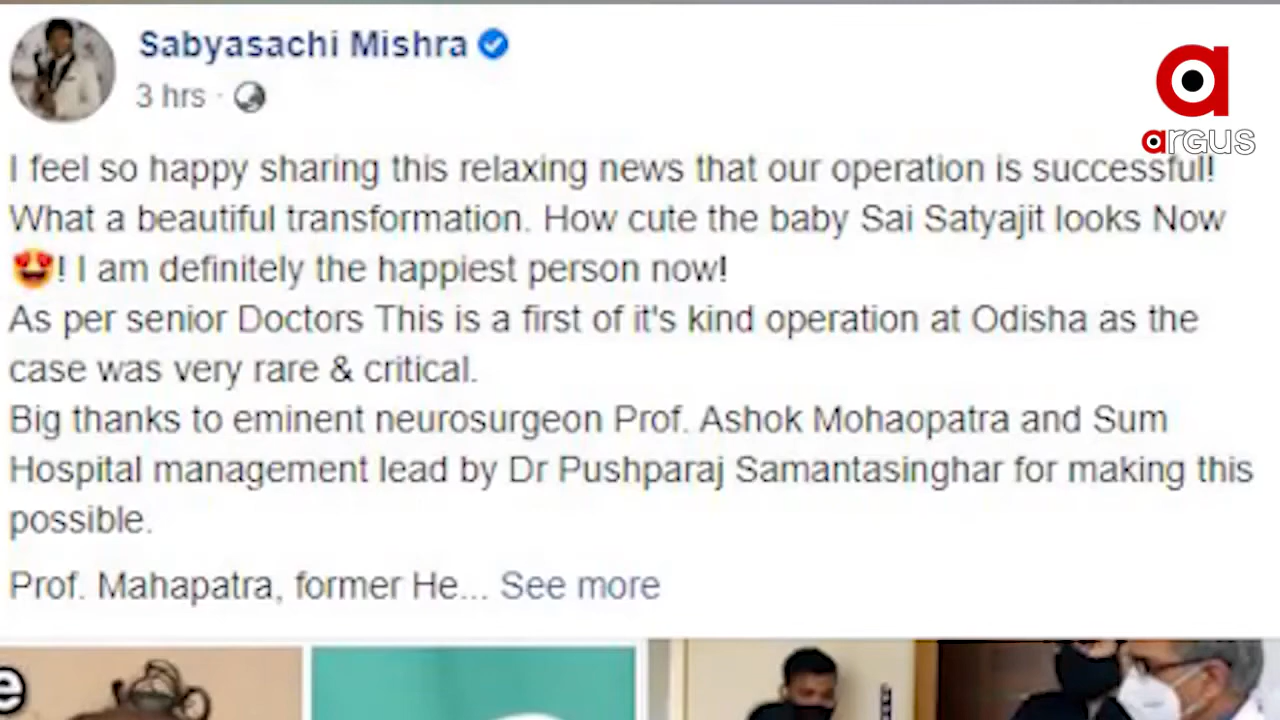 Sabyasachi Mishra
3 hrs ·
argus
I feel so happy sharing this relaxing news that our operation is successful!
What a beautiful transformation. How cute the baby Sai Satyajit looks Now
😍! I am definitely the happiest person now!
As per senior Doctors This is a first of it's kind operation at Odisha as the
case was very rare & critical.
Big thanks to eminent neurosurgeon Prof. Ashok Mohaopatra and Sum
Hospital management lead by Dr Pushparaj Samantasinghar for making this
possible.
Prof. Mahapatra, former He... See more
e